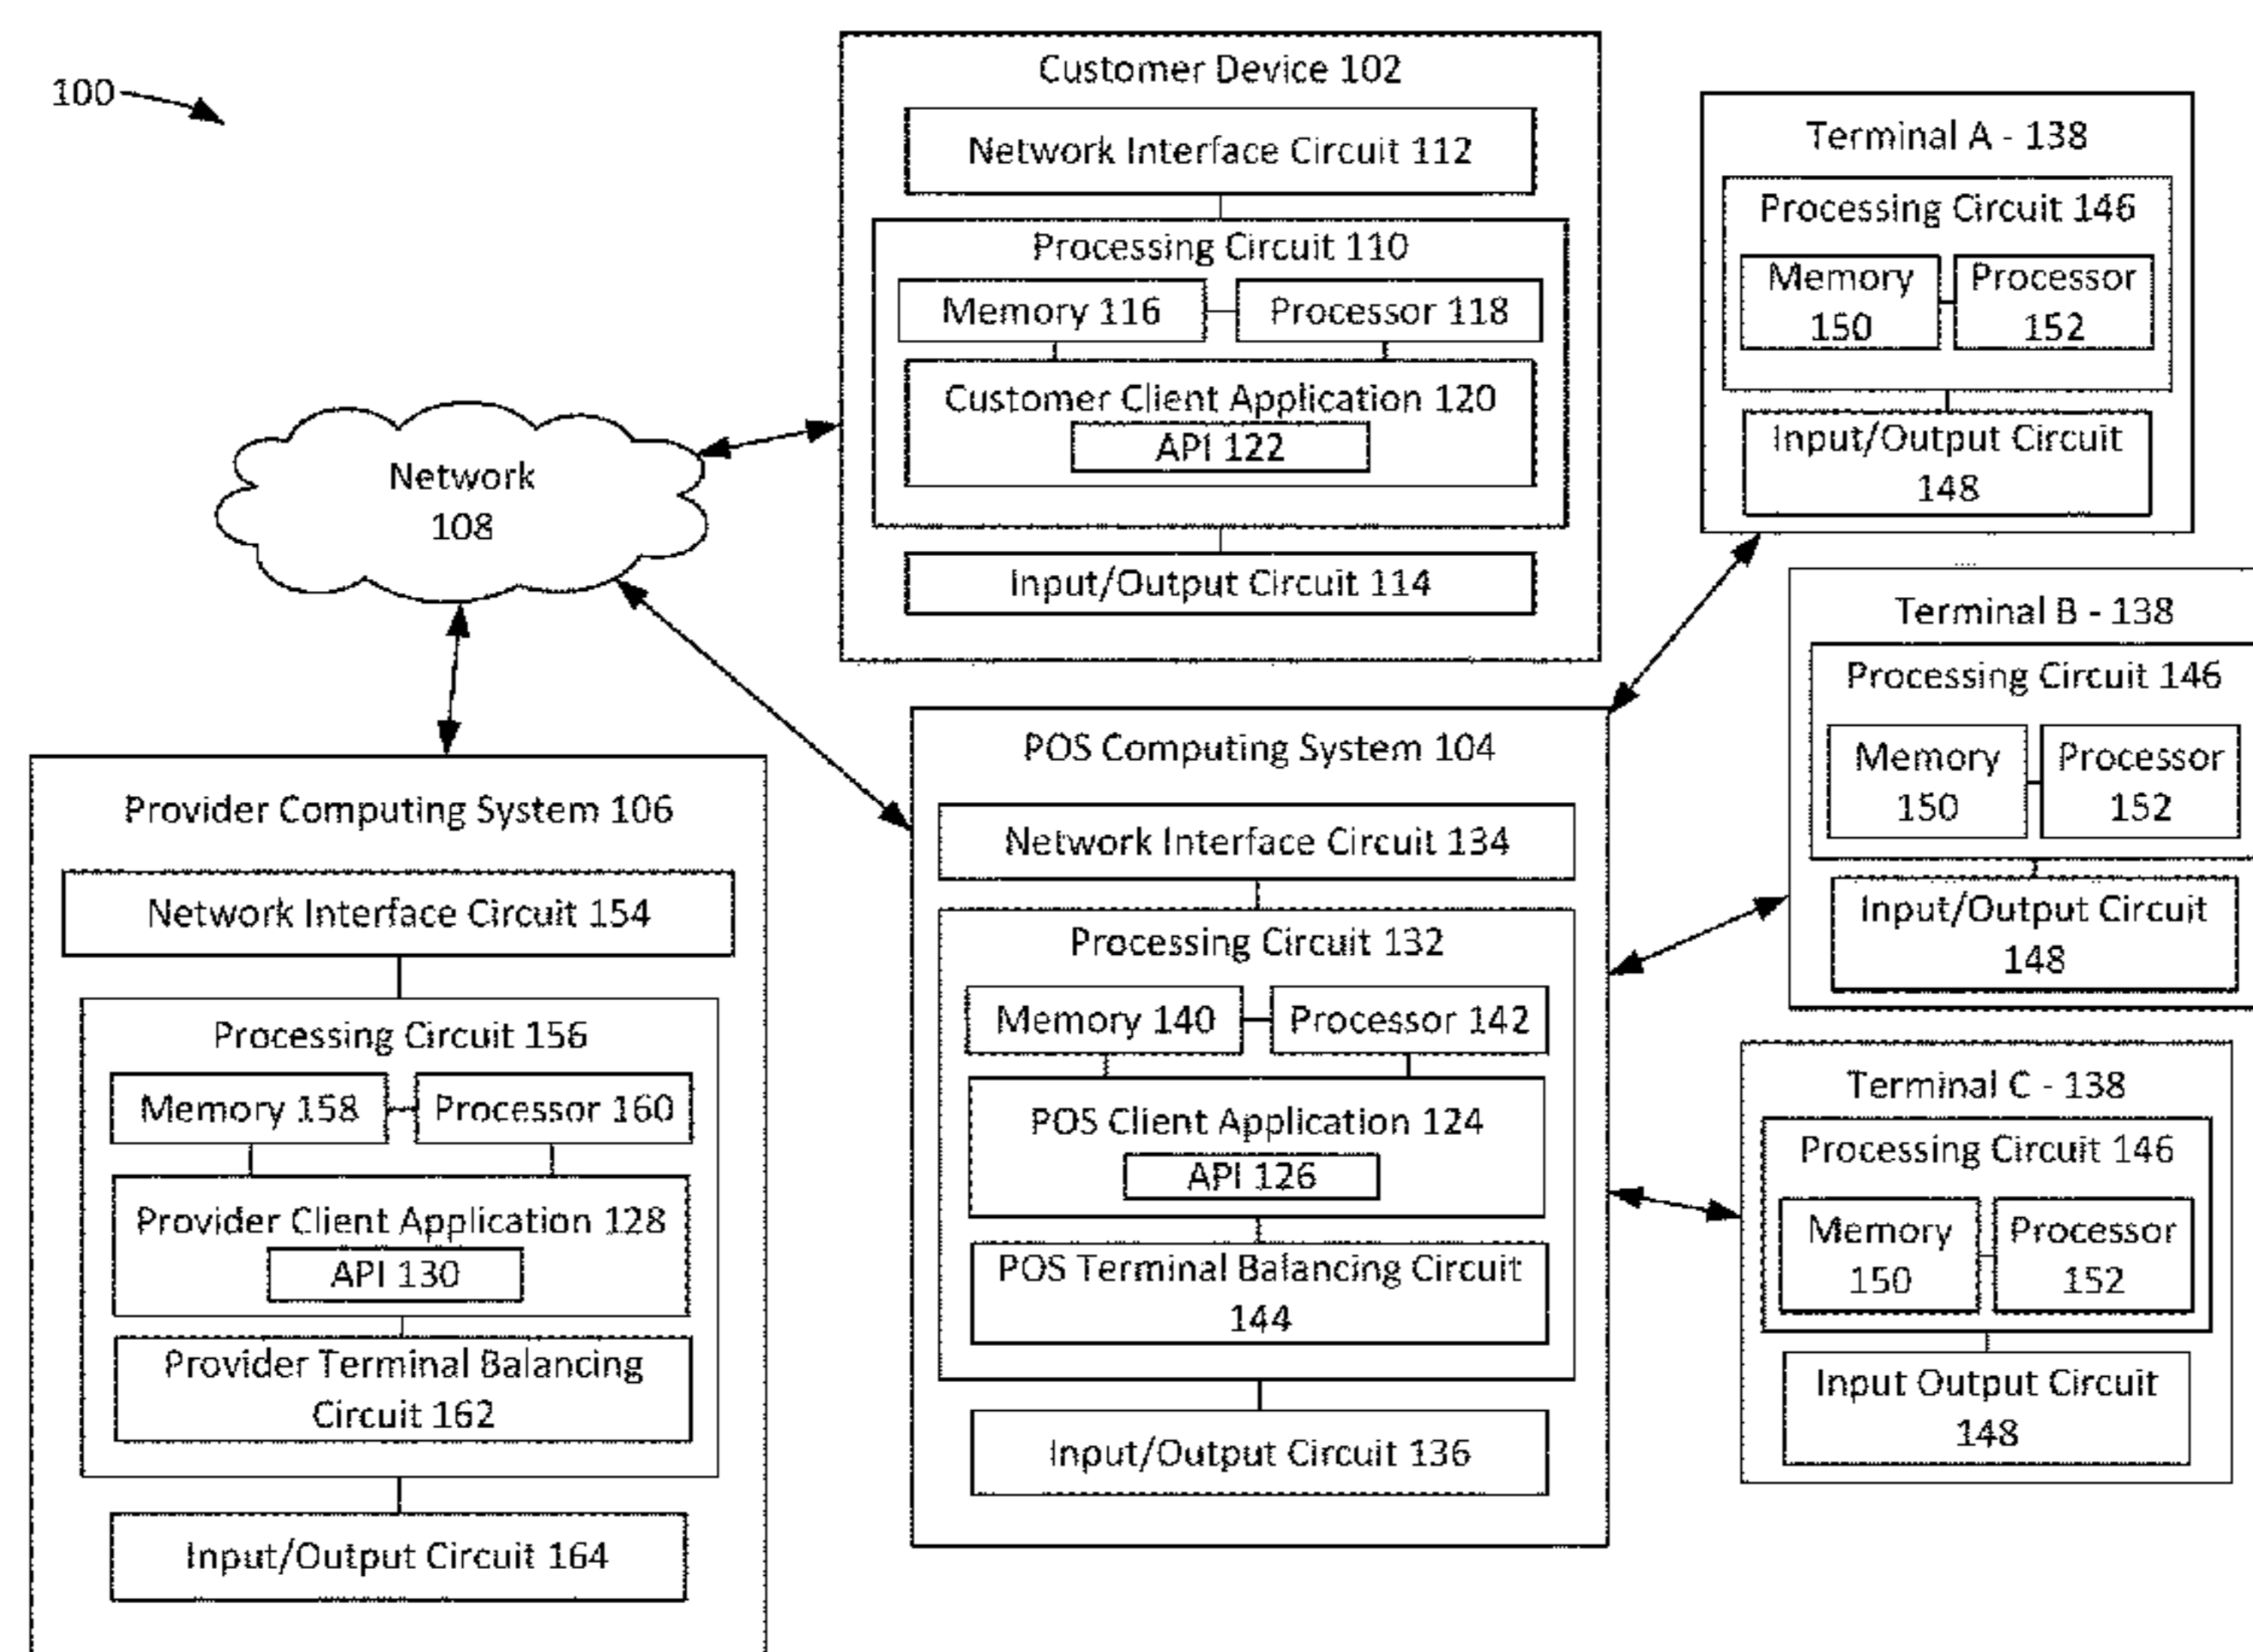 100
Customer Device 102
Network Interface Circuit 112
Processing Circuit 110
Memory 116
Processor 118
Customer Client Application 120
API 122
Input/Output Circuit 114
Network
108
Terminal A - 138
Processing Circuit 146
Memory
150
Processor
152
Input/Output Circuit
148
Terminal B - 138
Processing Circuit 146
Memory
150
Processor
152
Input/Output Circuit
148
Terminal C - 138
Processing Circuit 146
Memory
150
Processor
152
Input Output Circuit
148
POS Computing System 104
Network Interface Circuit 134
Processing Circuit 132
Memory 140
Processor 142
POS Client Application 124
API 126
POS Terminal Balancing Circuit
144
Input/Output Circuit 136
Provider Computing System 106
Network Interface Circuit 154
Processing Circuit 156
Memory 158
Processor 160
Provider Client Application 128
API 130
Provider Terminal Balancing
Circuit 162
Input/Output Circuit 164